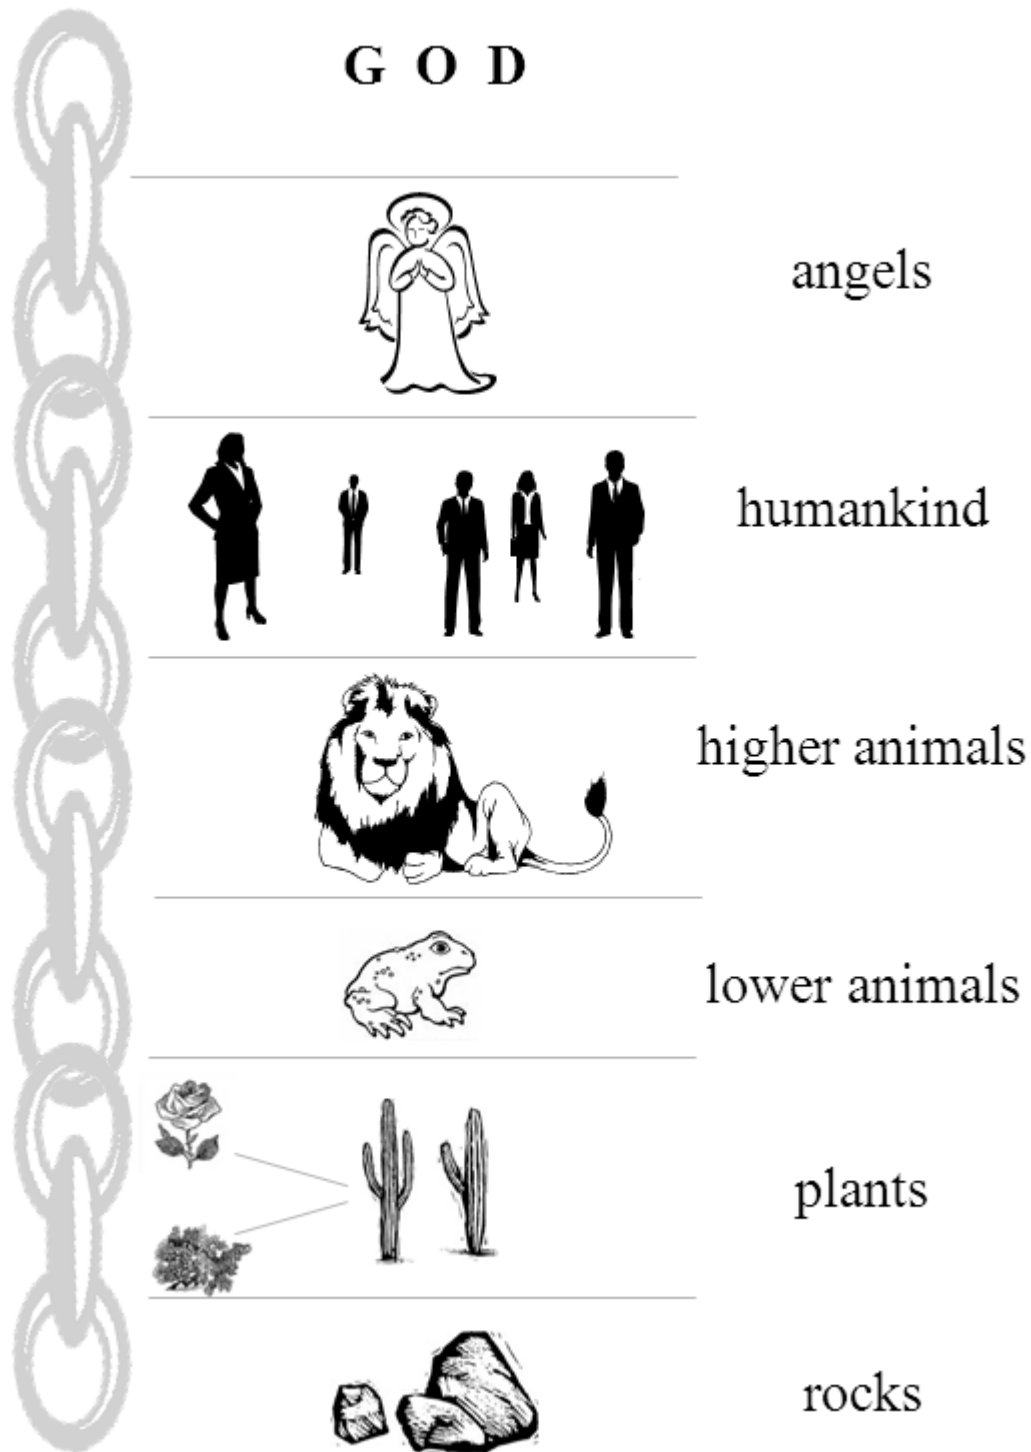 G O D
angels
humankind
higher animals
lower animals
plants
rocks